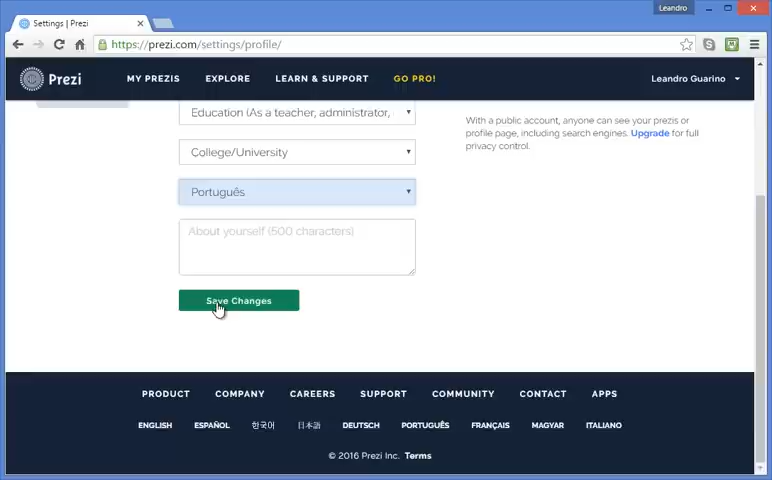 Leandro
Settings | Prezi
https://prezi.com/settings/profile/
Prezi
MY PREZIS
EXPLORE
LEARN & SUPPORT
GO PRO!
Leandro Guarino
Education (As a teacher, administrator,
College/University
Português
About yourself (500 characters)
Save Changes
With a public account, anyone can see your prezis or
profile page, including search engines. Upgrade for full
privacy control.
PRODUCT COMPANY CAREERS SUPPORT COMMUNITY CONTACT APPS
ENGLISH ESPAÑOL 한국어 日本語 DEUTSCH PORTUGUÊS FRANÇAIS MAGYAR ITALIANO
© 2016 Prezi Inc. Terms